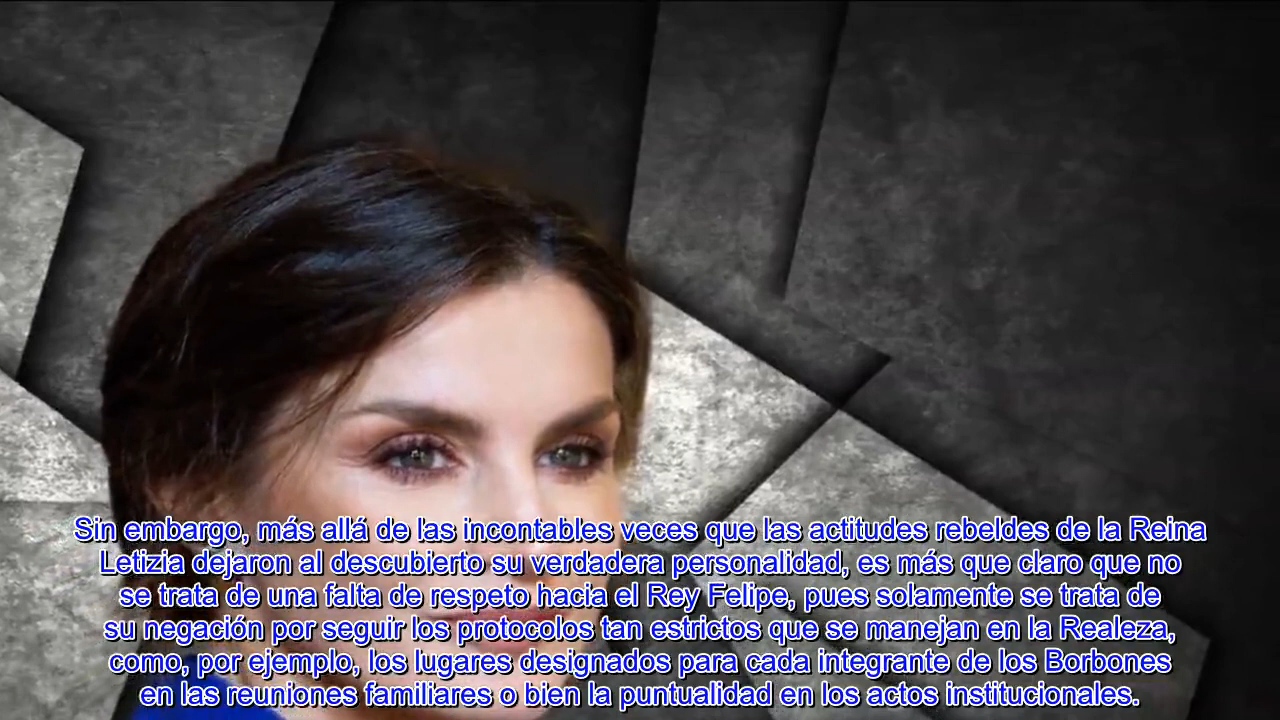 Sin embargo, más allá de las incontables veces que las actitudes rebeldes de la Reina
Letizia dejaron al descubierto su verdadera personalidad, es más que claro que no
se trata de una falta de respeto hacia el Rey Felipe, pues solamente se trata de
su negación por seguir los protocolos tan estrictos que se manejan en la Realeza,
como, por ejemplo, los lugares designados para cada integrante de los Borbones
en las reuniones familiares o bien la puntualidad en los actos institucionales.